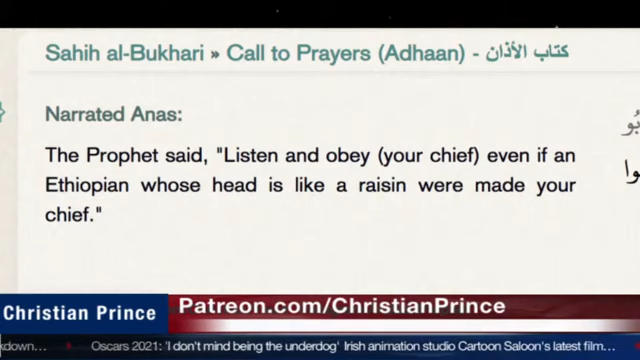 Sahih al-Bukhari » Call to Prayers (Adhaan) - كتاب الأذان
Narrated Anas:
The Prophet said, "Listen and obey (your chief) even if an
Ethiopian whose head is like a raisin were made your
chief."
Christian Prince
Patreon.com/ChristianPrince
Oscars 2021: 'I don't mind being the underdog' Irish animation studio Cartoon Saloon's latest film...